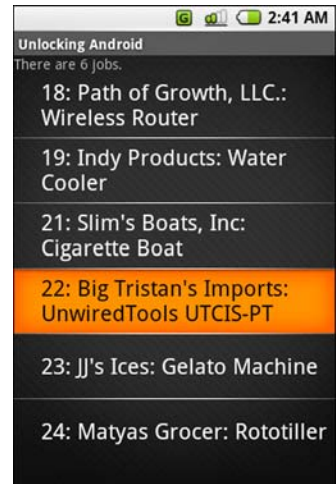 G 2:41 AM
Unlocking Android
There are 6 jobs.
18: Path of Growth, LLC.:
Wireless Router
19: Indy Products: Water
Cooler
21: Slim's Boats, Inc:
Cigarette Boat
22: Big Tristan's Imports:
UnwiredTools UTCIS-PT
23: JJ's Ices: Gelato Machine
24: Matyas Grocer: Rototiller